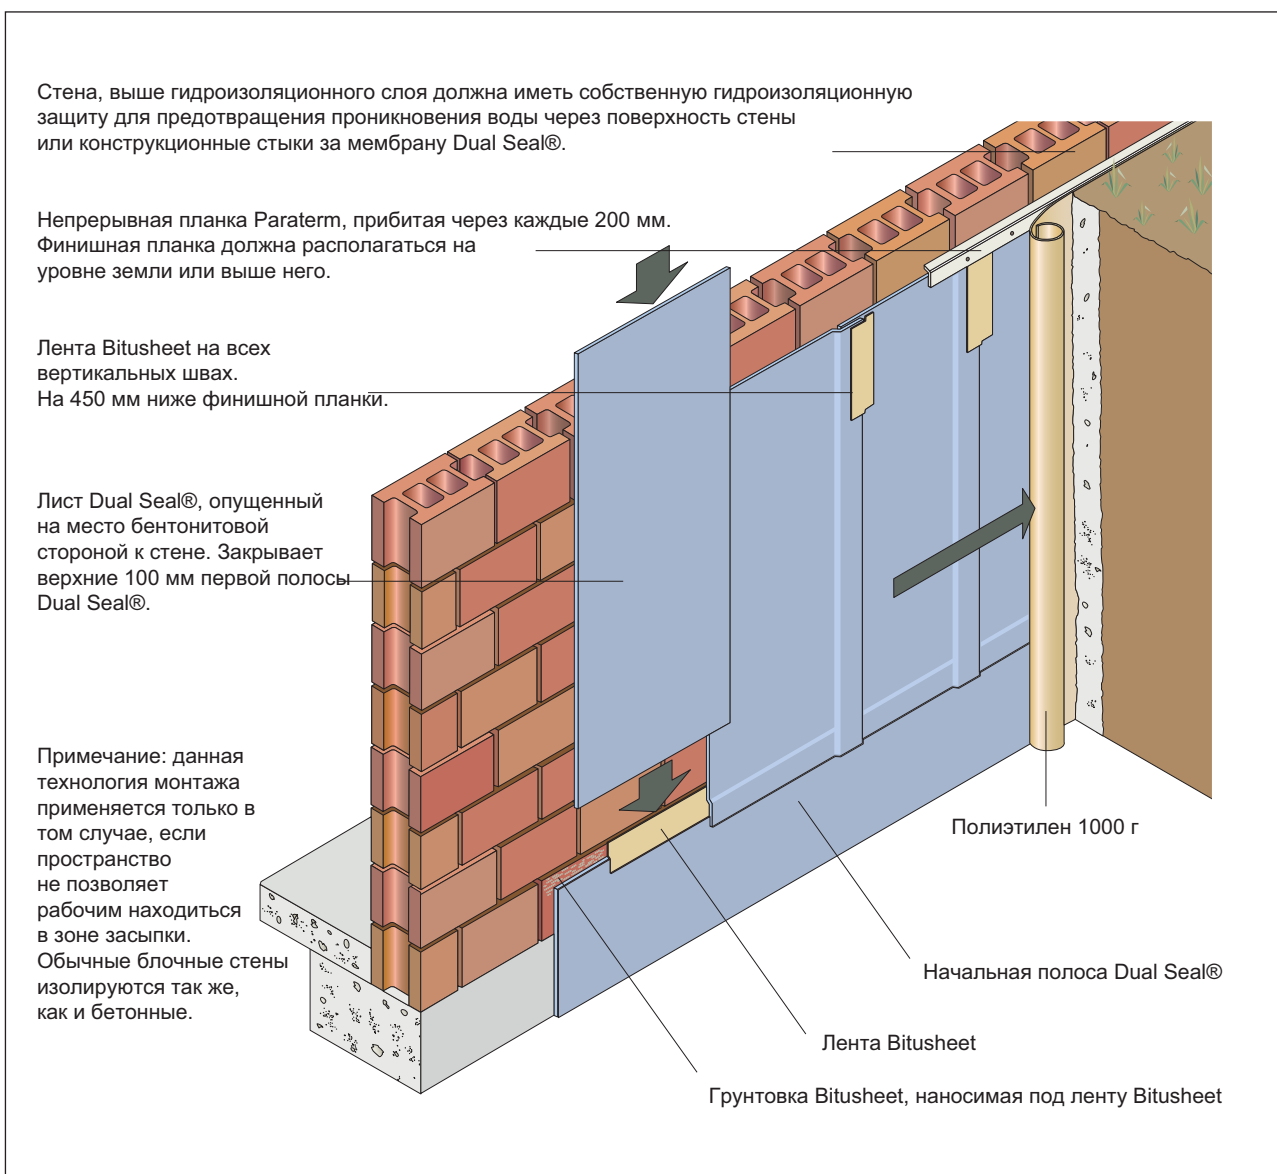 Стена, выше гидроизоляционного слоя должна иметь собственную гидроизоляционную
защиту для предотвращения проникновения воды через поверхность стены
или конструкционные стыки за мембрану Dual Seal®.
Непрерывная планка Paraterm, прибитая через каждые 200 мм.
Финишная планка должна располагаться на
уровне земли или выше него.
Лента Bitusheet на всех
вертикальных швах.
На 450 мм ниже финишной планки.
Лист Dual Seal®, опущенный
на место бентонитовой
стороной к стене. Закрывает
верхние 100 мм первой полосы
Dual Seal®.
Примечание: данная
технология монтажа
применяется только в
том случае, если
пространство
не позволяет
рабочим находиться
в зоне засыпки.
Обычные блочные стены
изолируются так же,
как и бетонные.
Полиэтилен 1000 г
Начальная полоса Dual Seal®
Лента Bitusheet
Грунтовка Bitusheet, наносимая под ленту Bitusheet